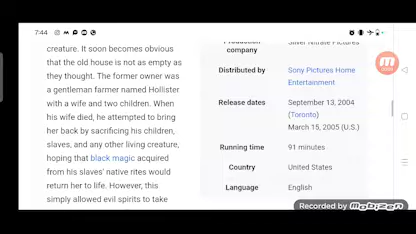 7:44
creature. It soon becomes obvious
that the old house is not as empty as
they thought. The former owner was
a gentleman farmer named Hollister
with a wife and two children. When
his wife died, he attempted to bring
her back by sacrificing his children,
slaves, and any other living creature,
hoping that black magic acquired
from his slaves' native rites would
return her to life. However, this
simply allowed evil spirits to take
Production Silver Nitrate Pictures
company
Distributed by Sony Pictures Home
Entertainment
Release dates September 13, 2004
(Toronto)
March 15, 2005 (U.S.)
Running time 91 minutes
Country United States
Language English
Recorded by Mobizen